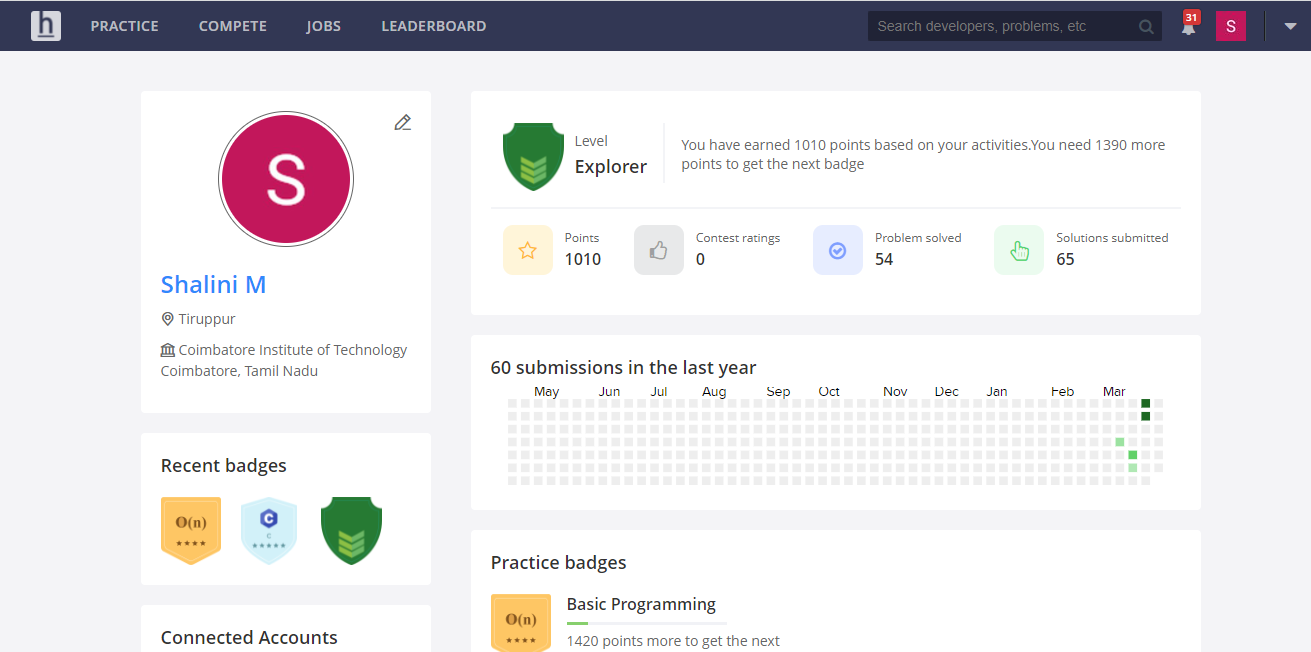 h PRACTICE COMPETE JOBS LEADERBOARD Search developers, problems, etc 31 S
S
Shalini M
Tiruppur
Coimbatore Institute of Technology
Coimbatore, Tamil Nadu
Recent badges
O(n)
C
C
Connected Accounts
Level
Explorer
You have earned 1010 points based on your activities.You need 1390 more
points to get the next badge
Points
1010
Contest ratings
0
Problem solved
54
Solutions submitted
65
60 submissions in the last year
May Jun Jul Aug Sep Oct Nov Dec Jan Feb Mar
Practice badges
O(n)
Basic Programming
1420 points more to get the next